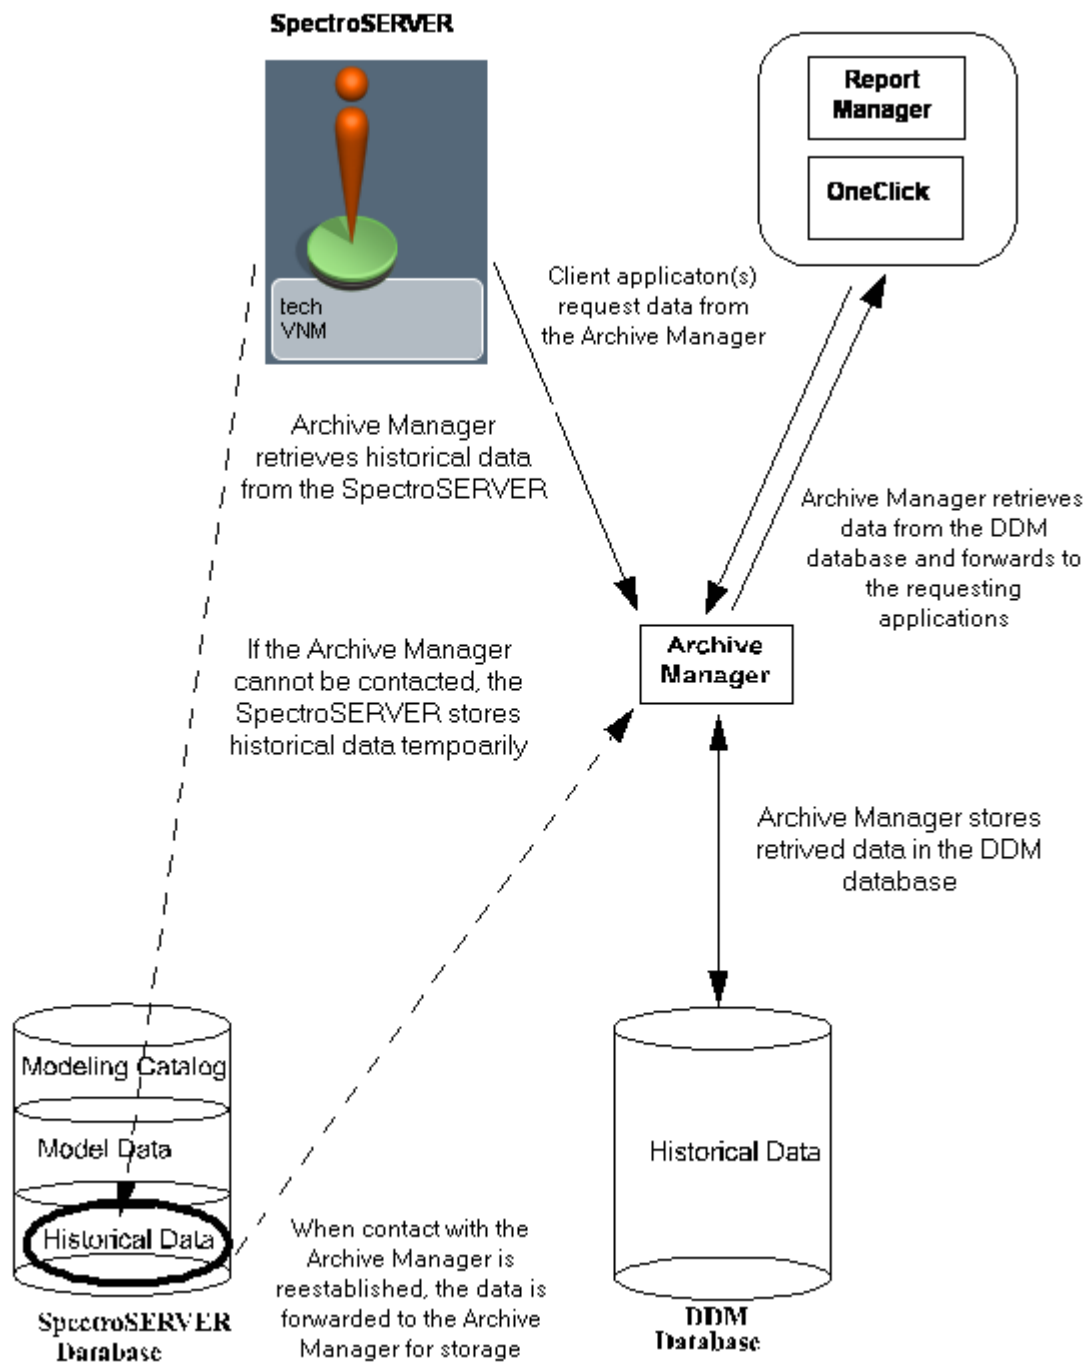 SpectroSERVER
Report
Manager
OneClick
tech
VNM
Client applicaton(s)
request data from
the Archive Manager
Archive Manager
retrieves historical data
from the SpectroSERVER
Archive Manager retrieves
data from the DDM
database and forwards to
the requesting
applications
Archive
Manager
If the Archive Manager
cannot be contacted, the
SpectroSERVER stores
historical data tempoarily
Archive Manager stores
retrived data in the DDM
database
Modeling Catalog
Model Data
Historical Data
Historical Data
When contact with the
Archive Manager is
reestablished, the data is
forwarded to the Archive
Manager for storage
SpectroSERVER
Database
DDM
Database